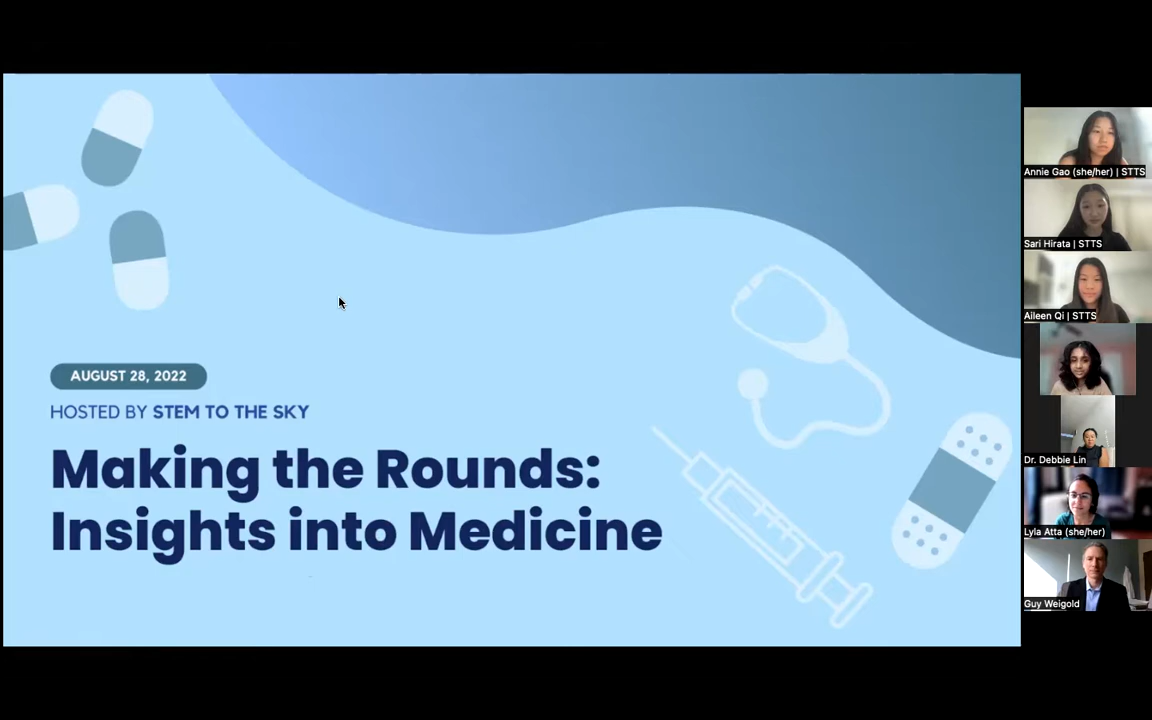 AUGUST 28, 2022
HOSTED BY STEM TO THE SKY
Making the Rounds:
Insights into Medicine
Annie Gao (she/her) | STTS
Sari Hirata | STTS
Aileen Qi | STTS
Dr. Debbie Lin
Lyla Atta (she/her)
Guy Weigold